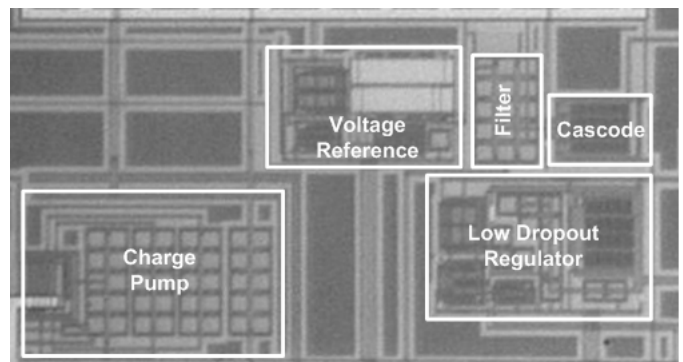 Voltage
Reference
Filter
Cascode
Charge
Pump
Low Dropout
Regulator